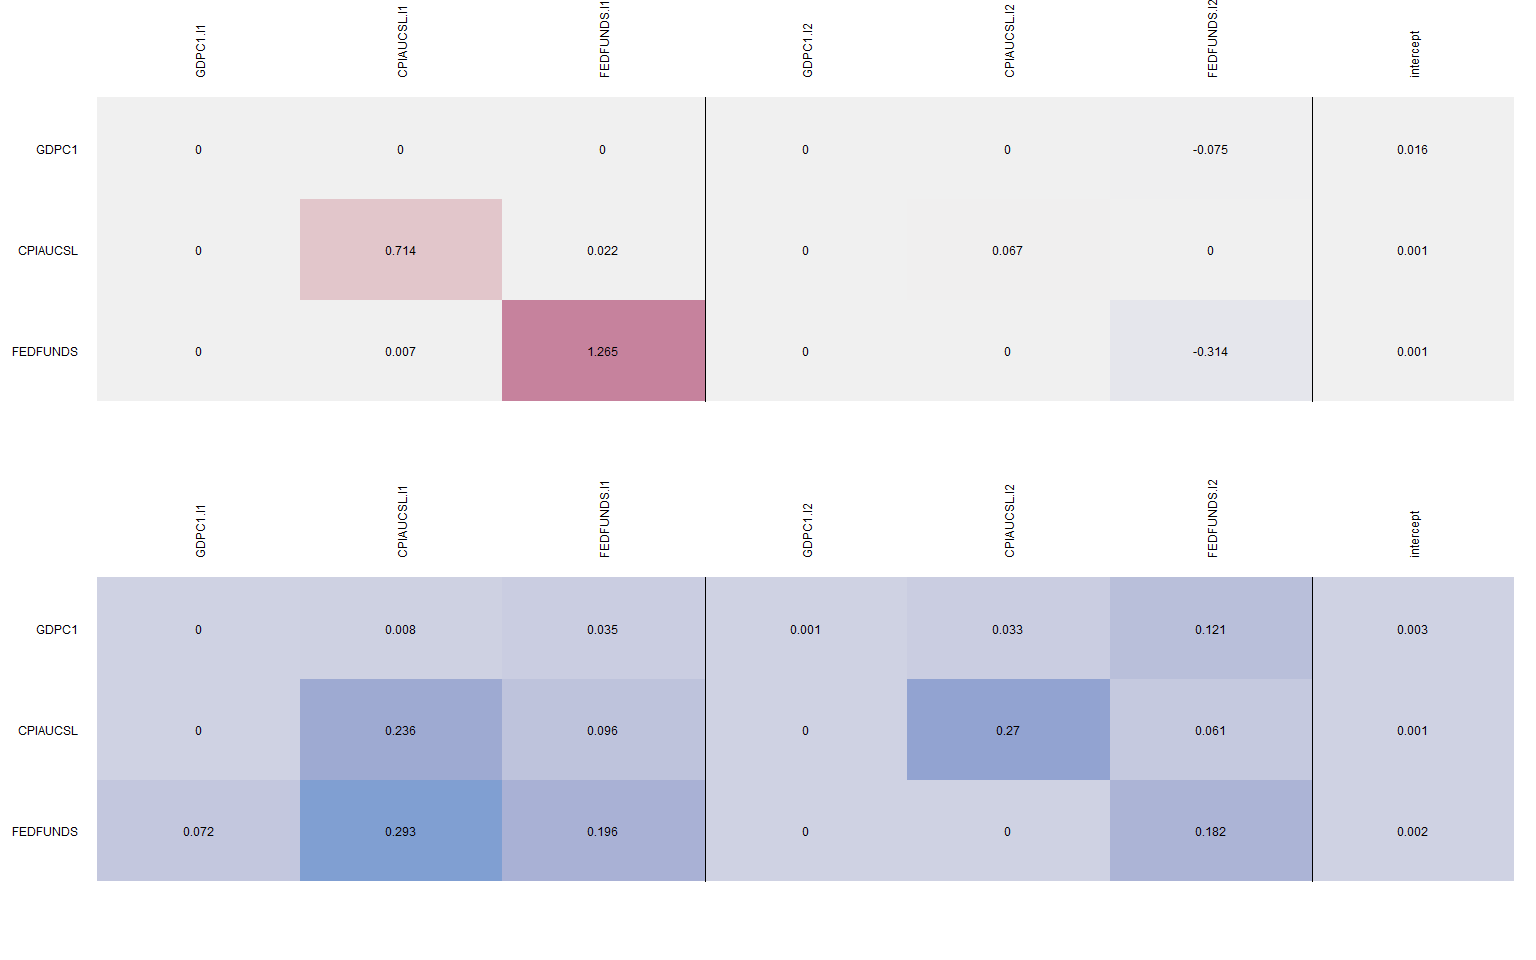 GDPC1.l1 CPIAUCSL.l1 FEDFUNDS.l1 GDPC1.l2 CPIAUCSL.l2 FEDFUNDS.l2 intercept
GDPC1 0 0 0 0 0 -0.075 0.016
CPIAUCSL 0 0.714 0.022 0 0.067 0 0.001
FEDFUNDS 0 0.007 1.265 0 0 -0.314 0.001
GDPC1.l1 CPIAUCSL.l1 FEDFUNDS.l1 GDPC1.l2 CPIAUCSL.l2 FEDFUNDS.l2 intercept
GDPC1 0 0.008 0.035 0.001 0.033 0.121 0.003
CPIAUCSL 0 0.236 0.096 0 0.27 0.061 0.001
FEDFUNDS 0.072 0.293 0.196 0 0 0.182 0.002